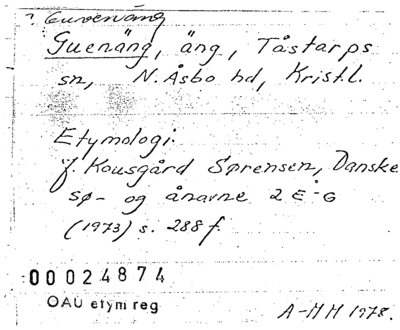 ? Guvenäng
Guenäng, äng, Tåstarps
sn, N. Åsbo hd, Kristl.
Etymologi:
J. Kousgård Sørensen, Danske
sø- og ånavne 2 E-G
(1973) s. 288 f.
00024874
OAU etym reg
A-MM 1978.